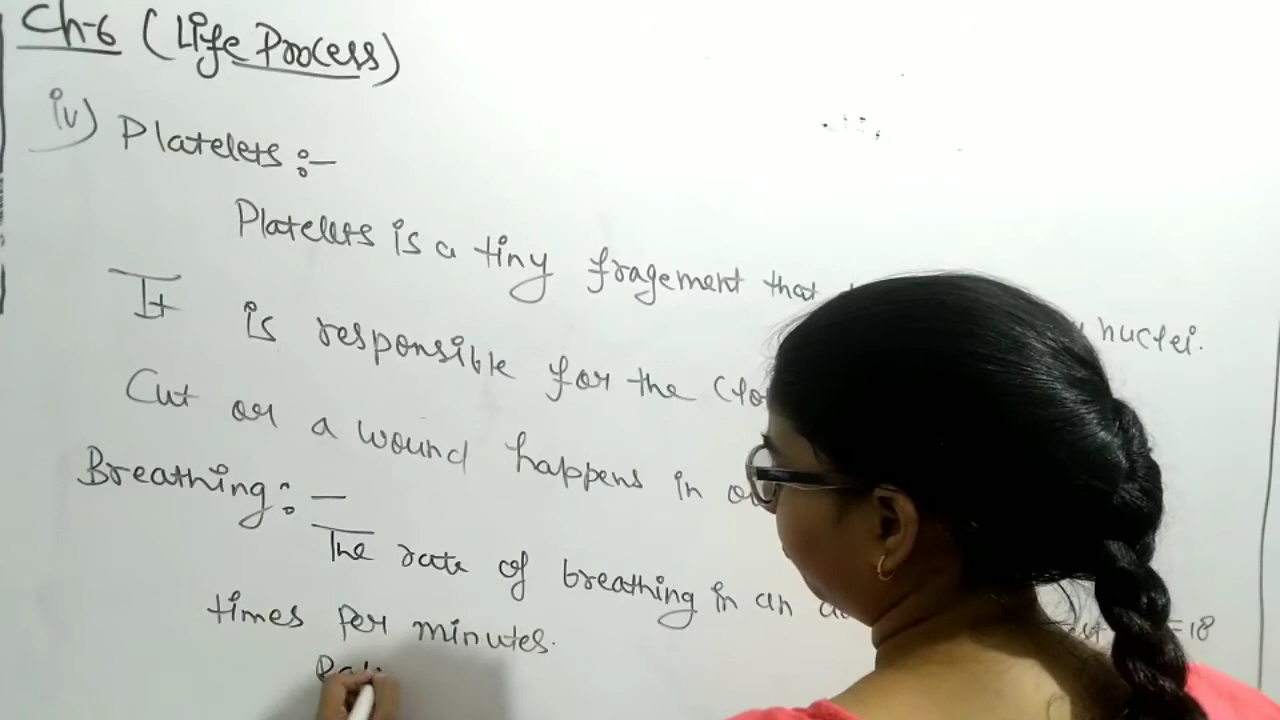 Ch-6 (Life Process)
iv) Platelets :-
Platelets is a tiny fragement that nuclei.
It is responsible for the
Cut or a wound happens in
Breathing :-
The rate of breathing in an =18
times per minutes.